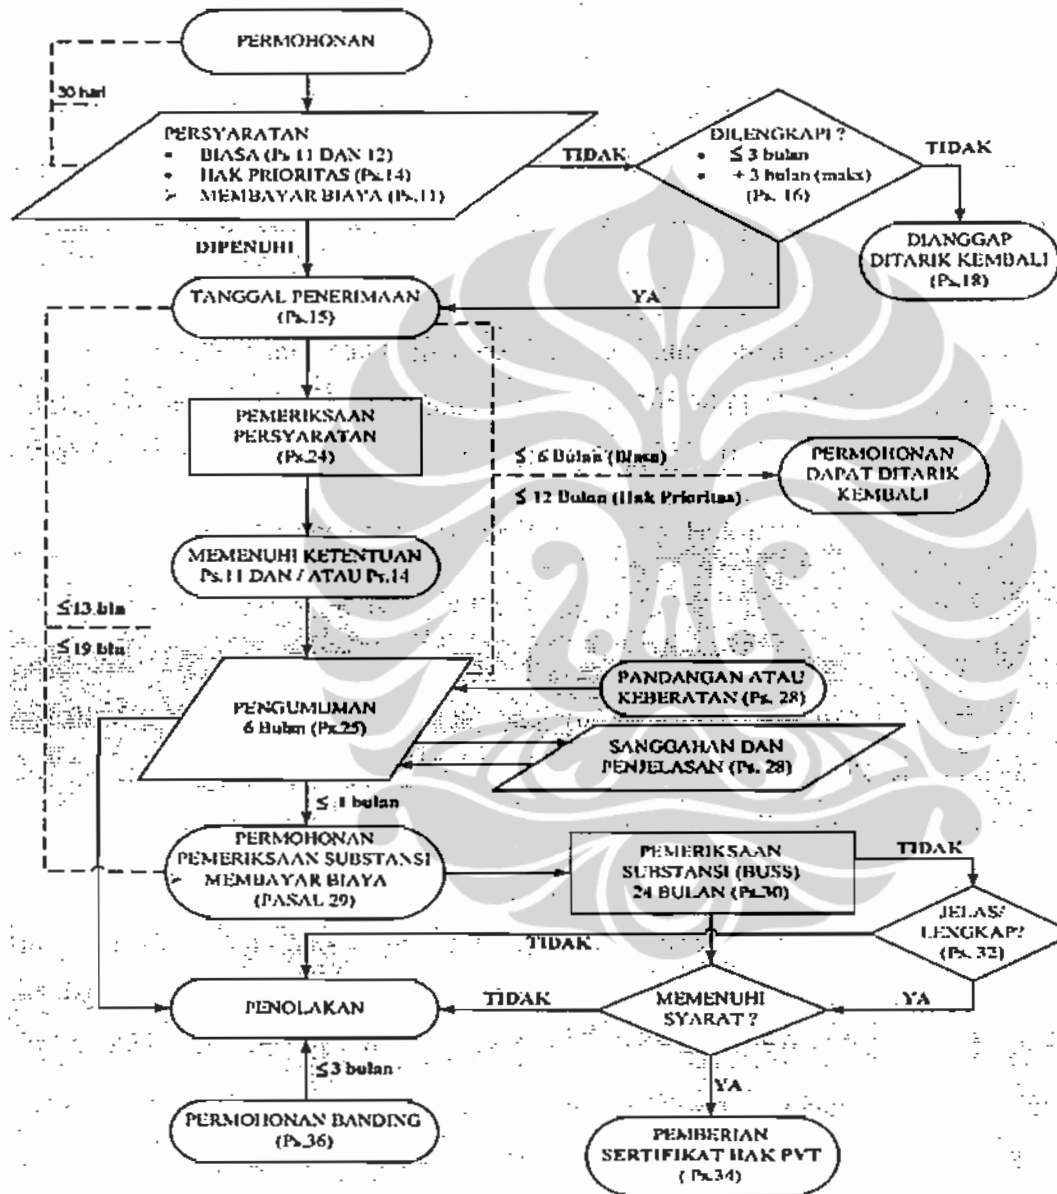 PERMOHONAN
30 hari
PERSYARATAN
• BIASA (Ps.11 DAN 12)
• HAK PRIORITAS (Ps.14)
➢ MEMBAYAR BIAYA (Ps.11)
TIDAK
DILENGKAPI ?
• ≤ 3 bulan
• + 3 bulan (maks)
(Ps. 16)
TIDAK
DIANGGAP
DITARIK KEMBALI
(Ps.18)
DIPENUHI
YA
TANGGAL PENERIMAAN
(Ps.15)
PEMERIKSAAN
PERSYARATAN
(Ps.24)
≤ 6 Bulan (Biasa)
≤ 12 Bulan (Hak Prioritas)
PERMOHONAN
DAPAT DITARIK
KEMBALI
MEMENUHI KETENTUAN
Ps.11 DAN / ATAU Ps.14
≤ 13 bln
≤ 19 bln
PENGUMUMAN
6 Bulan (Ps.25)
PANDANGAN ATAU
KEBERATAN (Ps. 28)
SANGGAHAN DAN
PENJELASAN (Ps. 28)
≤ 1 bulan
PERMOHONAN
PEMERIKSAAN SUBSTANSI
MEMBAYAR BIAYA
(PASAL 29)
PEMERIKSAAN
SUBSTANSI (BUSS)
24 BULAN (Ps.30)
TIDAK
JELAS/
LENGKAP?
(Ps. 32)
TIDAK
YA
PENOLAKAN
TIDAK
MEMENUHI
SYARAT ?
≤ 3 bulan
YA
PERMOHONAN BANDING
(Ps.36)
PEMBERIAN
SERTIFIKAT HAK PVT
( Ps.34)